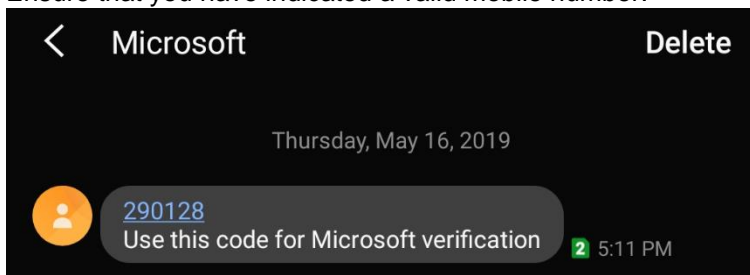 Ensure that you have indicated a valid mobile number.
Microsoft
Delete
Thursday, May 16, 2019
290128
Use this code for Microsoft verification
2 5:11 PM